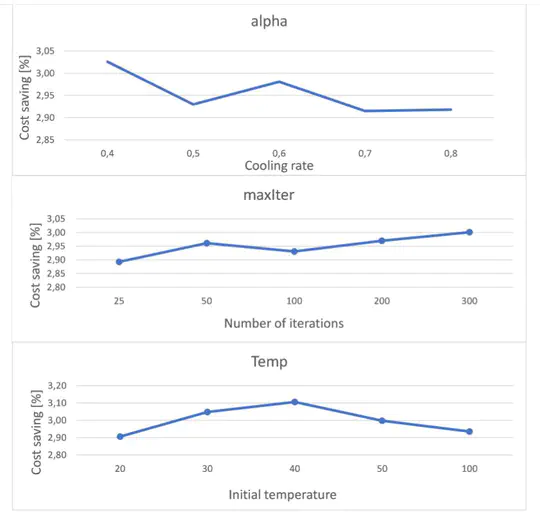 alpha
Cost saving [%]
3,05
3,00
2,95
2,90
2,85
0,4 0,5 0,6 0,7 0,8
Cooling rate
maxIter
Cost saving [%]
3,05
3,00
2,95
2,90
2,85
2,80
25 50 100 200 300
Number of iterations
Temp
Cost saving [%]
3,20
3,10
3,00
2,90
2,80
20 30 40 50 100
Initial temperature